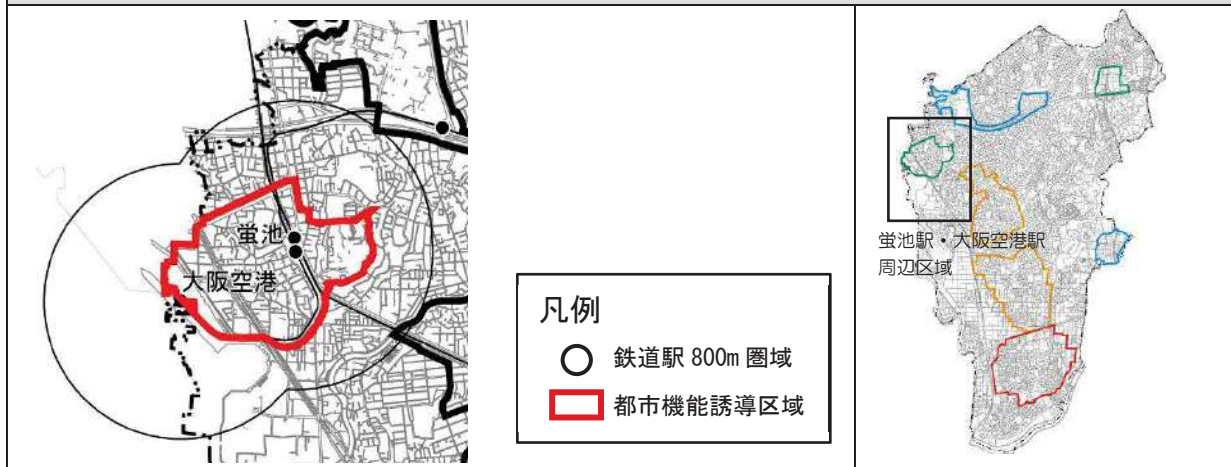 蛍池
大阪空港
凡例
鉄道駅 800m 圏域
都市機能誘導区域
蛍池駅・大阪空港駅
周辺区域